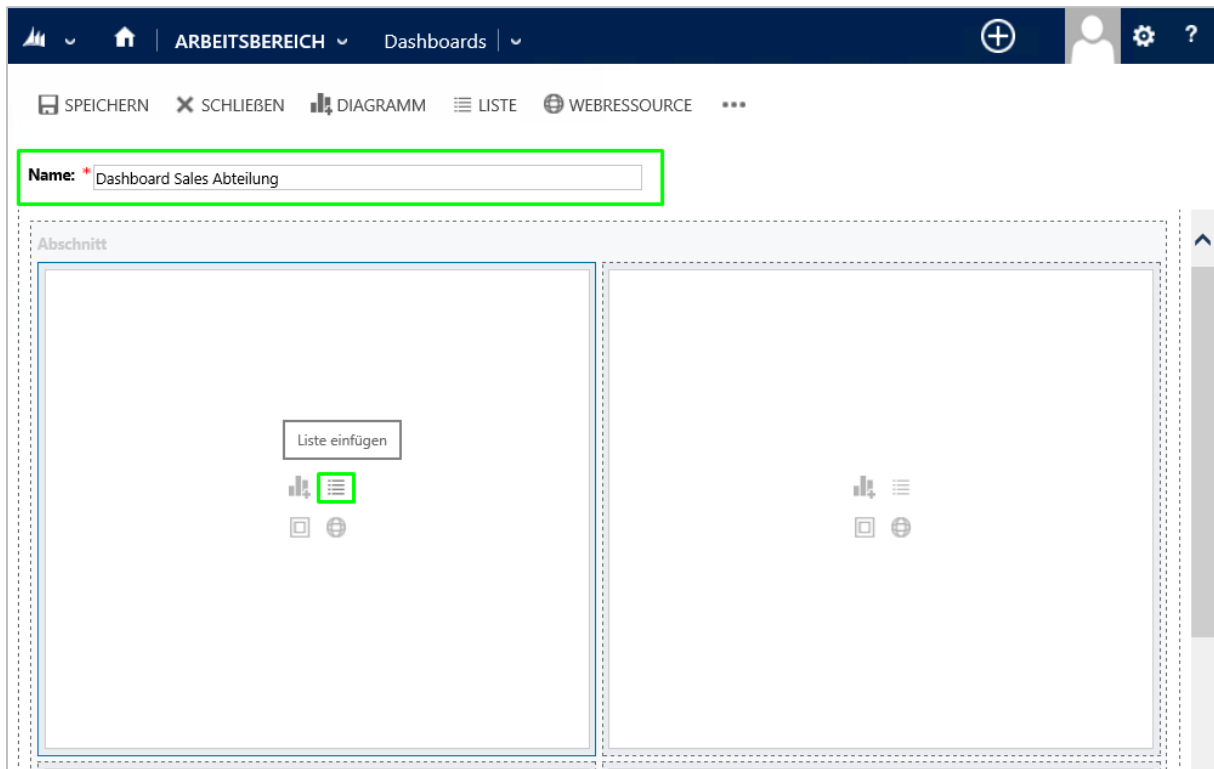 ARBEITSBEREICH Dashboards ?
SPEICHERN SCHLIEßEN DIAGRAMM LISTE WEBRESSOURCE •••
Name: * Dashboard Sales Abteilung
Abschnitt
Liste einfügen